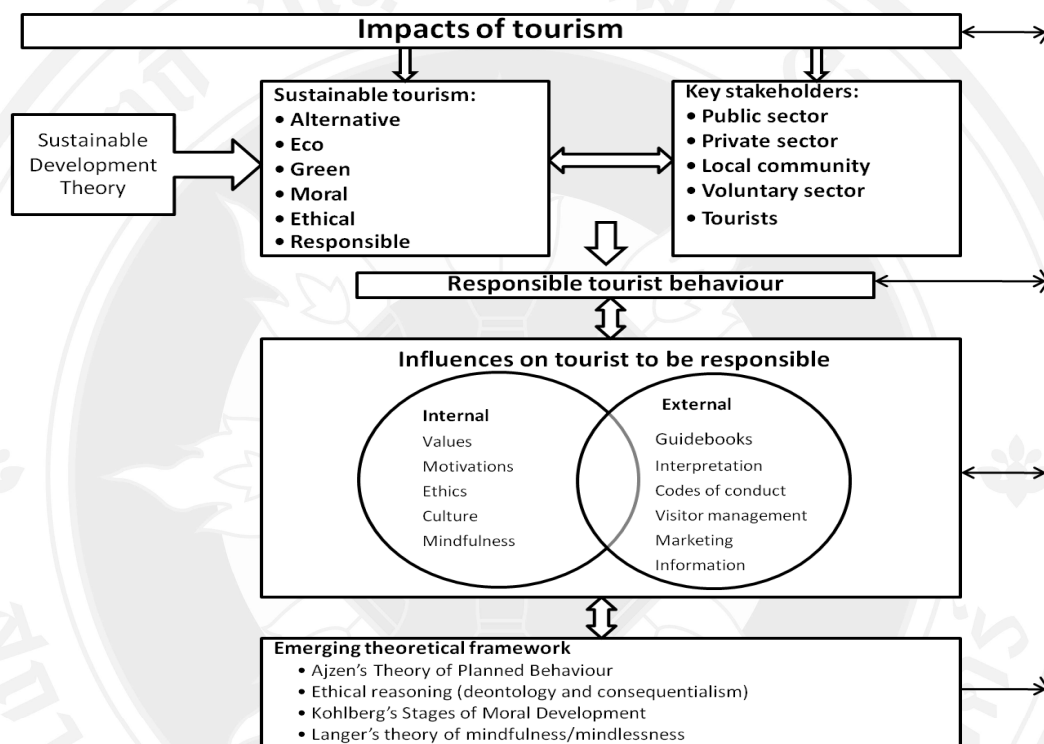 Impacts of tourism
Sustainable
Development
Theory
Sustainable tourism:
• Alternative
• Eco
• Green
• Moral
• Ethical
• Responsible
Key stakeholders:
• Public sector
• Private sector
• Local community
• Voluntary sector
• Tourists
Responsible tourist behaviour
Influences on tourist to be responsible
Internal
Values
Motivations
Ethics
Culture
Mindfulness
External
Guidebooks
Interpretation
Codes of conduct
Visitor management
Marketing
Information
Emerging theoretical framework
• Ajzen’s Theory of Planned Behaviour
• Ethical reasoning (deontology and consequentialism)
• Kohlberg’s Stages of Moral Development
• Langer’s theory of mindfulness/mindlessness